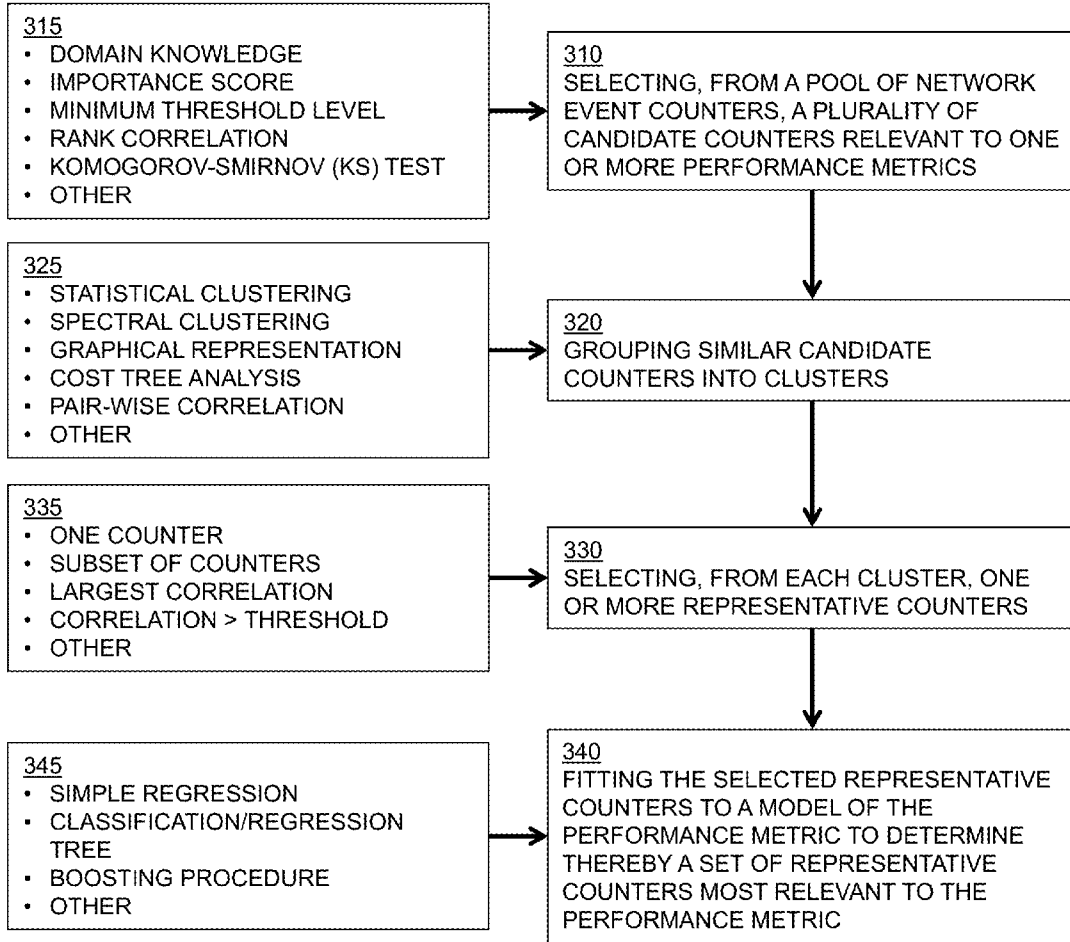 315
• DOMAIN KNOWLEDGE
• IMPORTANCE SCORE
• MINIMUM THRESHOLD LEVEL
• RANK CORRELATION
• KOMOGOROV-SMIRNOV (KS) TEST
• OTHER
310
SELECTING, FROM A POOL OF NETWORK
EVENT COUNTERS, A PLURALITY OF
CANDIDATE COUNTERS RELEVANT TO ONE
OR MORE PERFORMANCE METRICS
325
• STATISTICAL CLUSTERING
• SPECTRAL CLUSTERING
• GRAPHICAL REPRESENTATION
• COST TREE ANALYSIS
• PAIR-WISE CORRELATION
• OTHER
320
GROUPING SIMILAR CANDIDATE
COUNTERS INTO CLUSTERS
335
• ONE COUNTER
• SUBSET OF COUNTERS
• LARGEST CORRELATION
• CORRELATION > THRESHOLD
• OTHER
330
SELECTING, FROM EACH CLUSTER, ONE
OR MORE REPRESENTATIVE COUNTERS
345
• SIMPLE REGRESSION
• CLASSIFICATION/REGRESSION
TREE
• BOOSTING PROCEDURE
• OTHER
340
FITTING THE SELECTED REPRESENTATIVE
COUNTERS TO A MODEL OF THE
PERFORMANCE METRIC TO DETERMINE
THEREBY A SET OF REPRESENTATIVE
COUNTERS MOST RELEVANT TO THE
PERFORMANCE METRIC